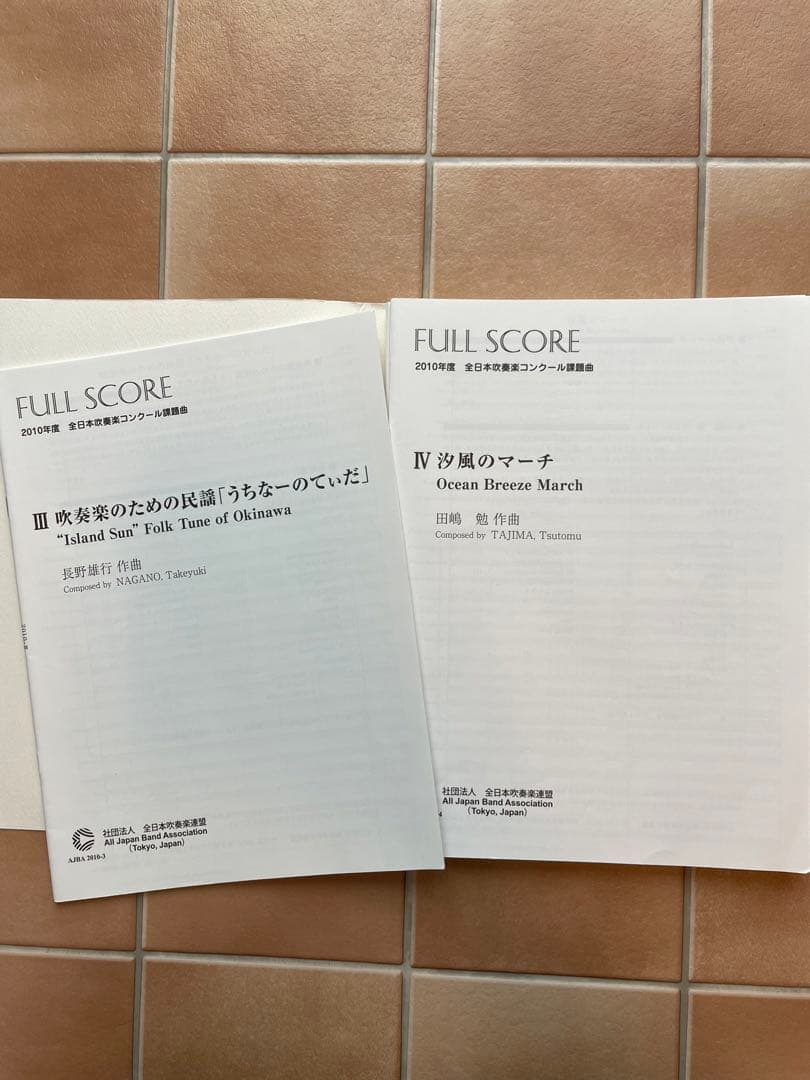 FULL SCORE
2010年度 全日本吹奏楽コンクール課題曲
Ⅲ 吹奏楽のための民謡「うちなーのてぃだ」
“Island Sun” Folk Tune of Okinawa
長野雄行 作曲
Composed by NAGANO, Takeyuki
社団法人 全日本吹奏楽連盟
All Japan Band Association
(Tokyo, Japan)
AJBA 2010-3
FULL SCORE
2010年度 全日本吹奏楽コンクール課題曲
Ⅳ 汐風のマーチ
Ocean Breeze March
田嶋 勉 作曲
Composed by TAJIMA, Tsutomu
社団法人 全日本吹奏楽連盟
All Japan Band Association
(Tokyo, Japan)
4